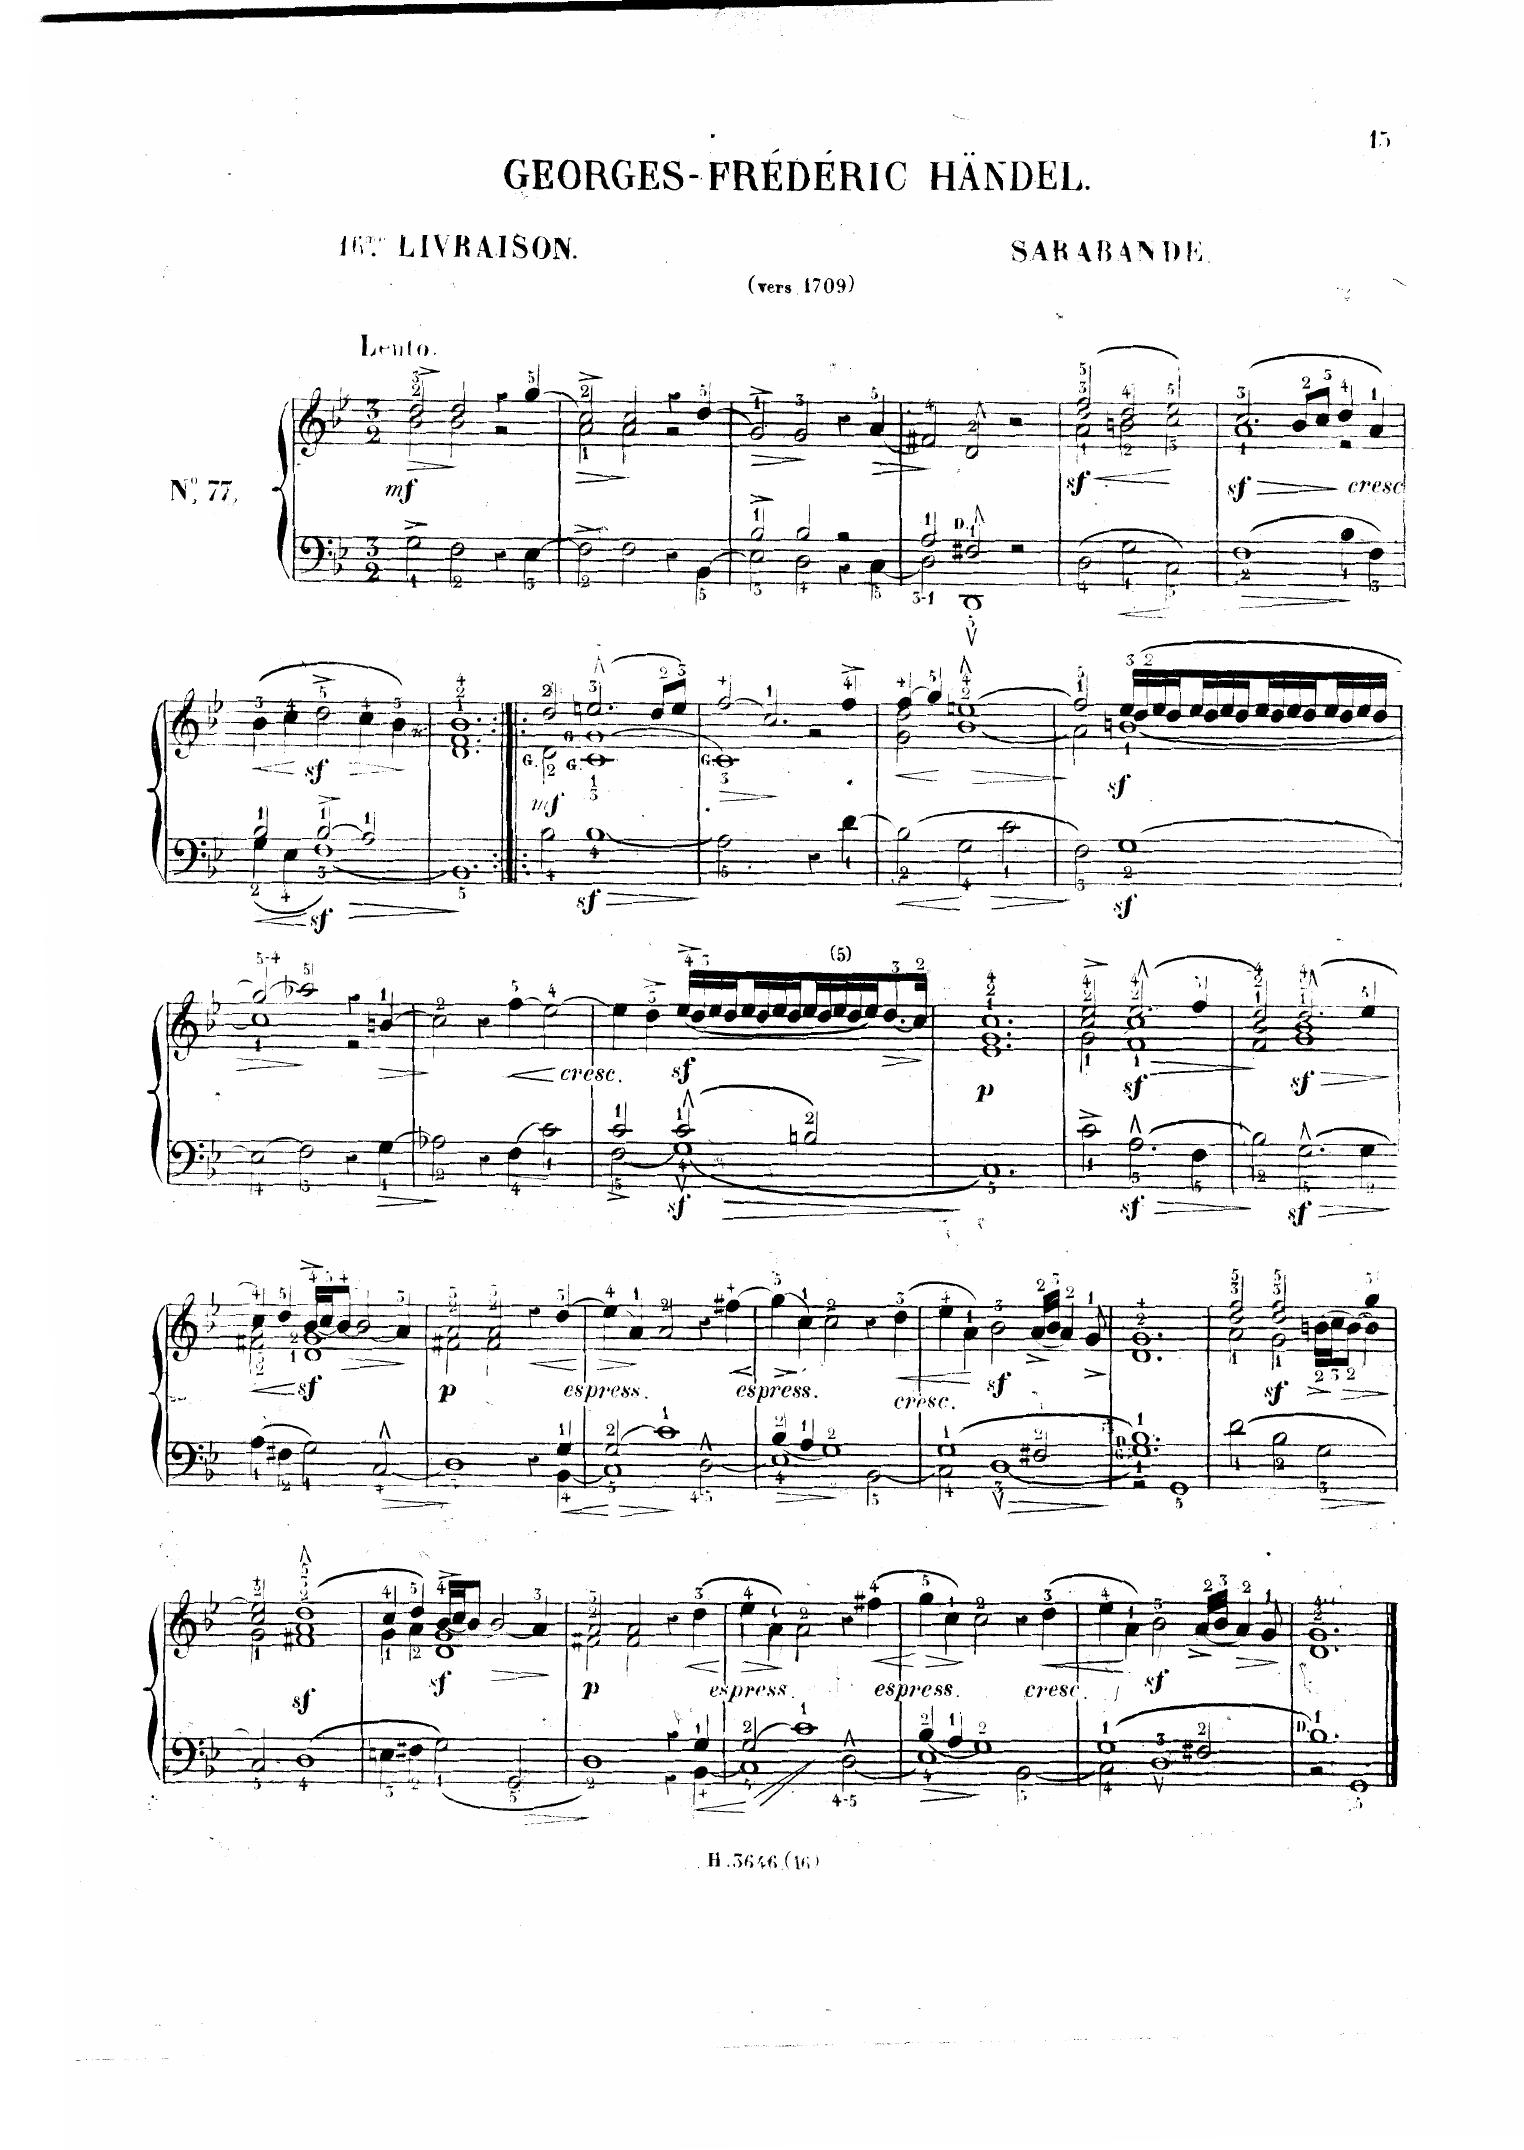 15
GEORGES-FRÉDÉRIC HÄNDEL.
16me LIVRAISON. SARABANDE.
(vers 1709)
Lento.
No. 77.
mf sf sf cresc
sf mf sf
sf sf sf
cresc. sf p sf sf
sf sf sf
sf p espress. espress. cresc. sf sf
sf sf p espress. espress. cresc. sf
H.3646.(16)